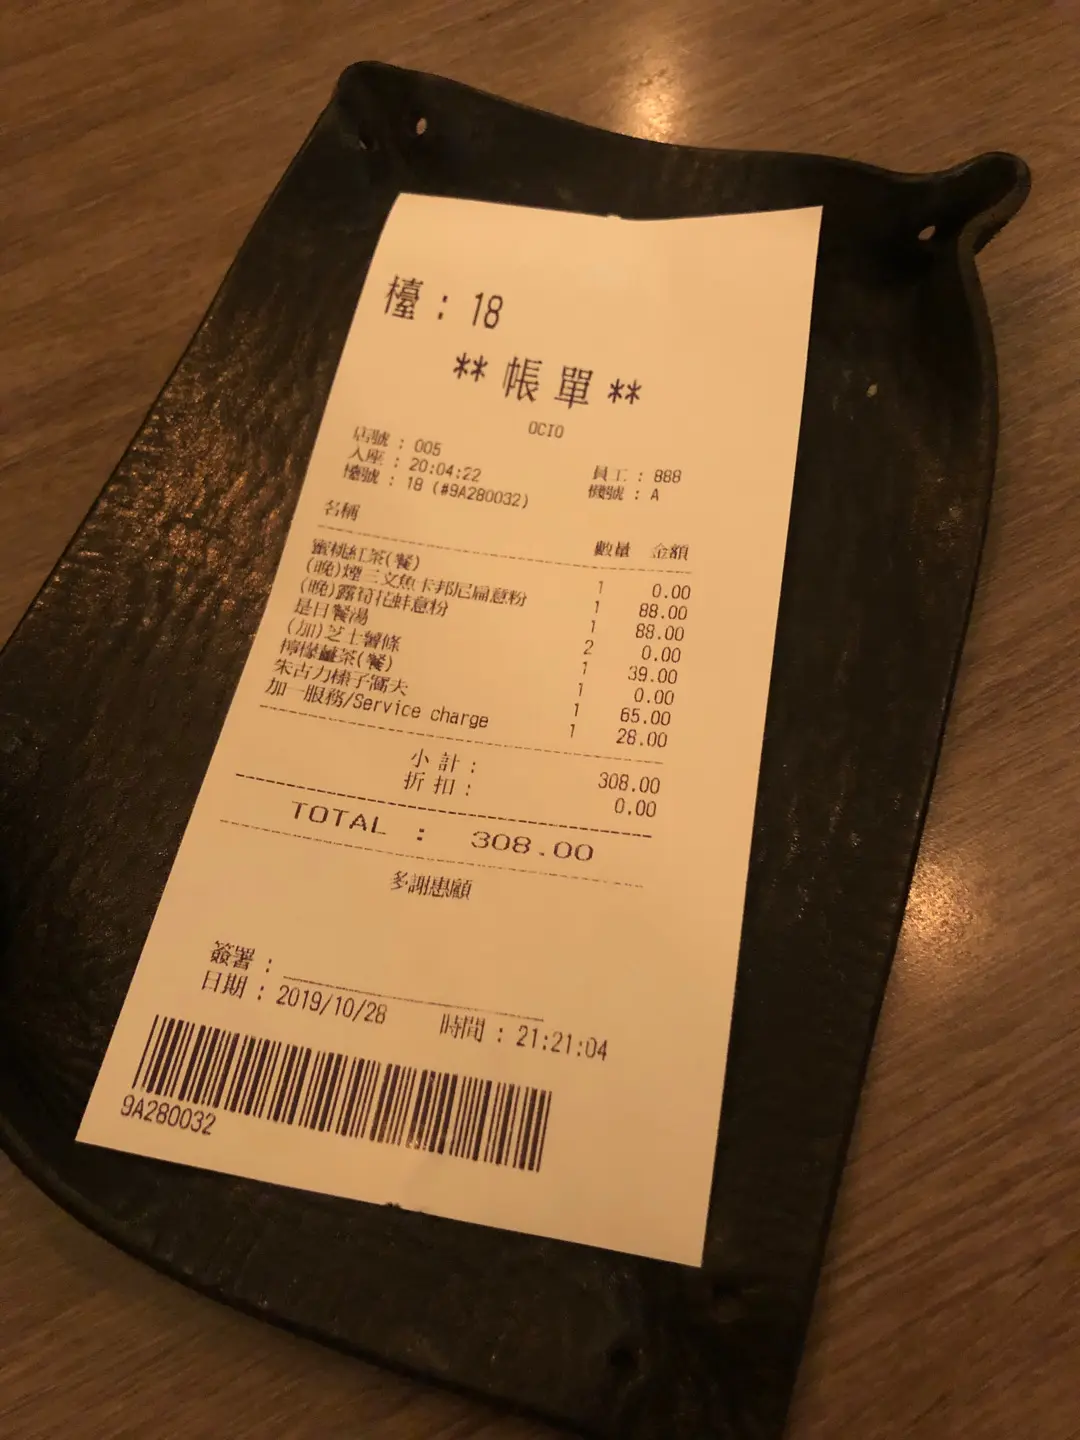 檯 : 18
** 帳單 **
OCIO
店號 : 005
入座 : 20:04:22 員工 : 888
檯號 : 18 (#9A280032) 機號 : A
名稱 數量 金額
蜜桃紅茶(餐) 1 0.00
(晚)煙三文魚卡邦尼扁意粉 1 88.00
(晚)露筍花蚌意粉 1 88.00
是日餐湯 2 0.00
(加)芝士薯條 1 39.00
檸檬鹹茶(餐) 1 0.00
朱古力榛子窩夫 1 65.00
加一服務/Service charge 1 28.00
小計 : 308.00
折扣 : 0.00
TOTAL : 308.00
多謝惠顧
簽署 :
日期 : 2019/10/28 時間 : 21:21:04
9A280032